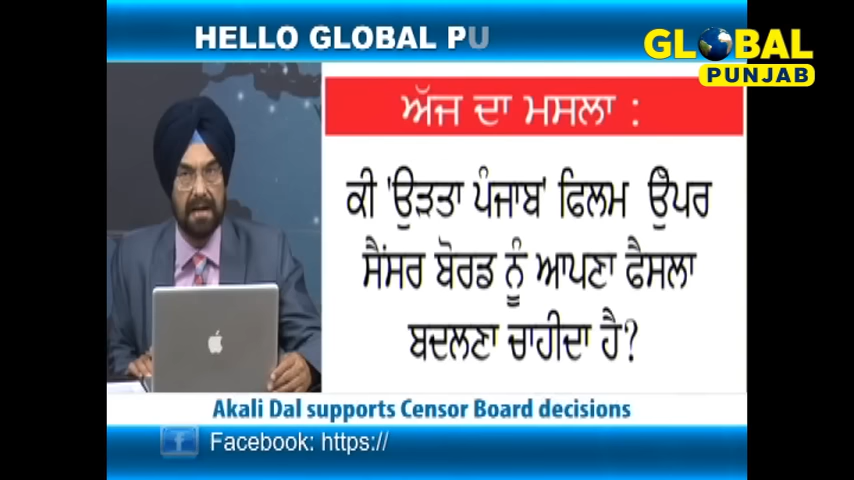 HELLO GLOBAL PU
GLOBAL
PUNJAB
ਅੱਜ ਦਾ ਮਸਲਾ :
ਕੀ 'ਉੜਤਾ ਪੰਜਾਬ' ਫਿਲਮ ਉੱਪਰ
ਸੈਂਸਰ ਬੋਰਡ ਨੂੰ ਆਪਣਾ ਫੈਸਲਾ
ਬਦਲਣਾ ਚਾਹੀਦਾ ਹੈ?
Akali Dal supports Censor Board decisions
Facebook: https://